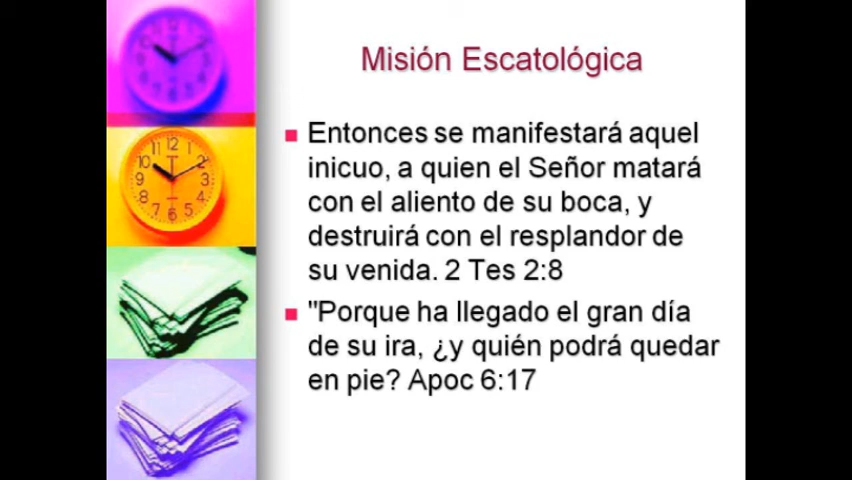 Misión Escatológica
Entonces se manifestará aquel
inicuo, a quien el Señor matará
con el aliento de su boca, y
destruirá con el resplandor de
su venida. 2 Tes 2:8
"Porque ha llegado el gran día
de su ira, ¿y quién podrá quedar
en pie? Apoc 6:17